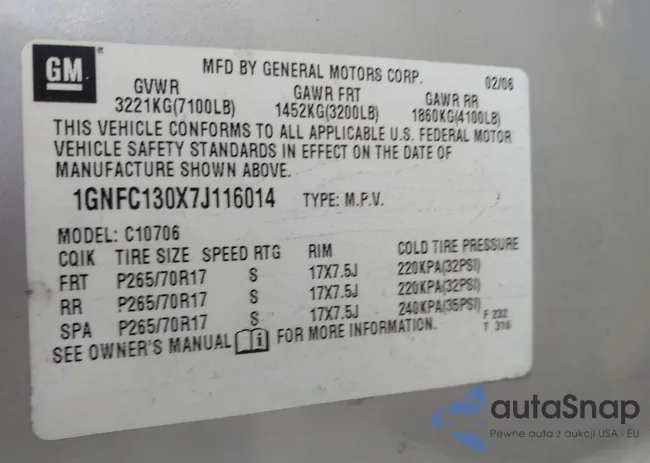 GM
MFD BY GENERAL MOTORS CORP. 02/06
GVWR GAWR FRT GAWR RR
3221KG(7100LB) 1452KG(3200LB) 1860KG(4100LB)
THIS VEHICLE CONFORMS TO ALL APPLICABLE U.S. FEDERAL MOTOR
VEHICLE SAFETY STANDARDS IN EFFECT ON THE DATE OF
MANUFACTURE SHOWN ABOVE.
1GNFC130X7J116014 TYPE: M.P.V.
MODEL: C10706
CQIK TIRE SIZE SPEED RTG RIM COLD TIRE PRESSURE
FRT P265/70R17 S 17X7.5J 220KPA(32PSI)
RR P265/70R17 S 17X7.5J 220KPA(32PSI)
SPA P265/70R17 S 17X7.5J 240KPA(35PSI)
SEE OWNER'S MANUAL FOR MORE INFORMATION.
F 232
T 316
autaSnap
Pewne auta z aukcji USA i EU